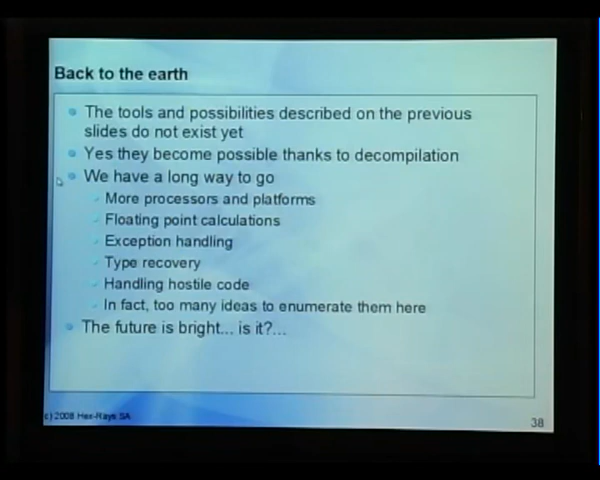 Back to the earth
The tools and possibilities described on the previous
slides do not exist yet
Yes they become possible thanks to decompilation
We have a long way to go
More processors and platforms
Floating point calculations
Exception handling
Type recovery
Handling hostile code
In fact, too many ideas to enumerate them here
The future is bright... is it?...
(c) 2008 Hex-Rays SA
38